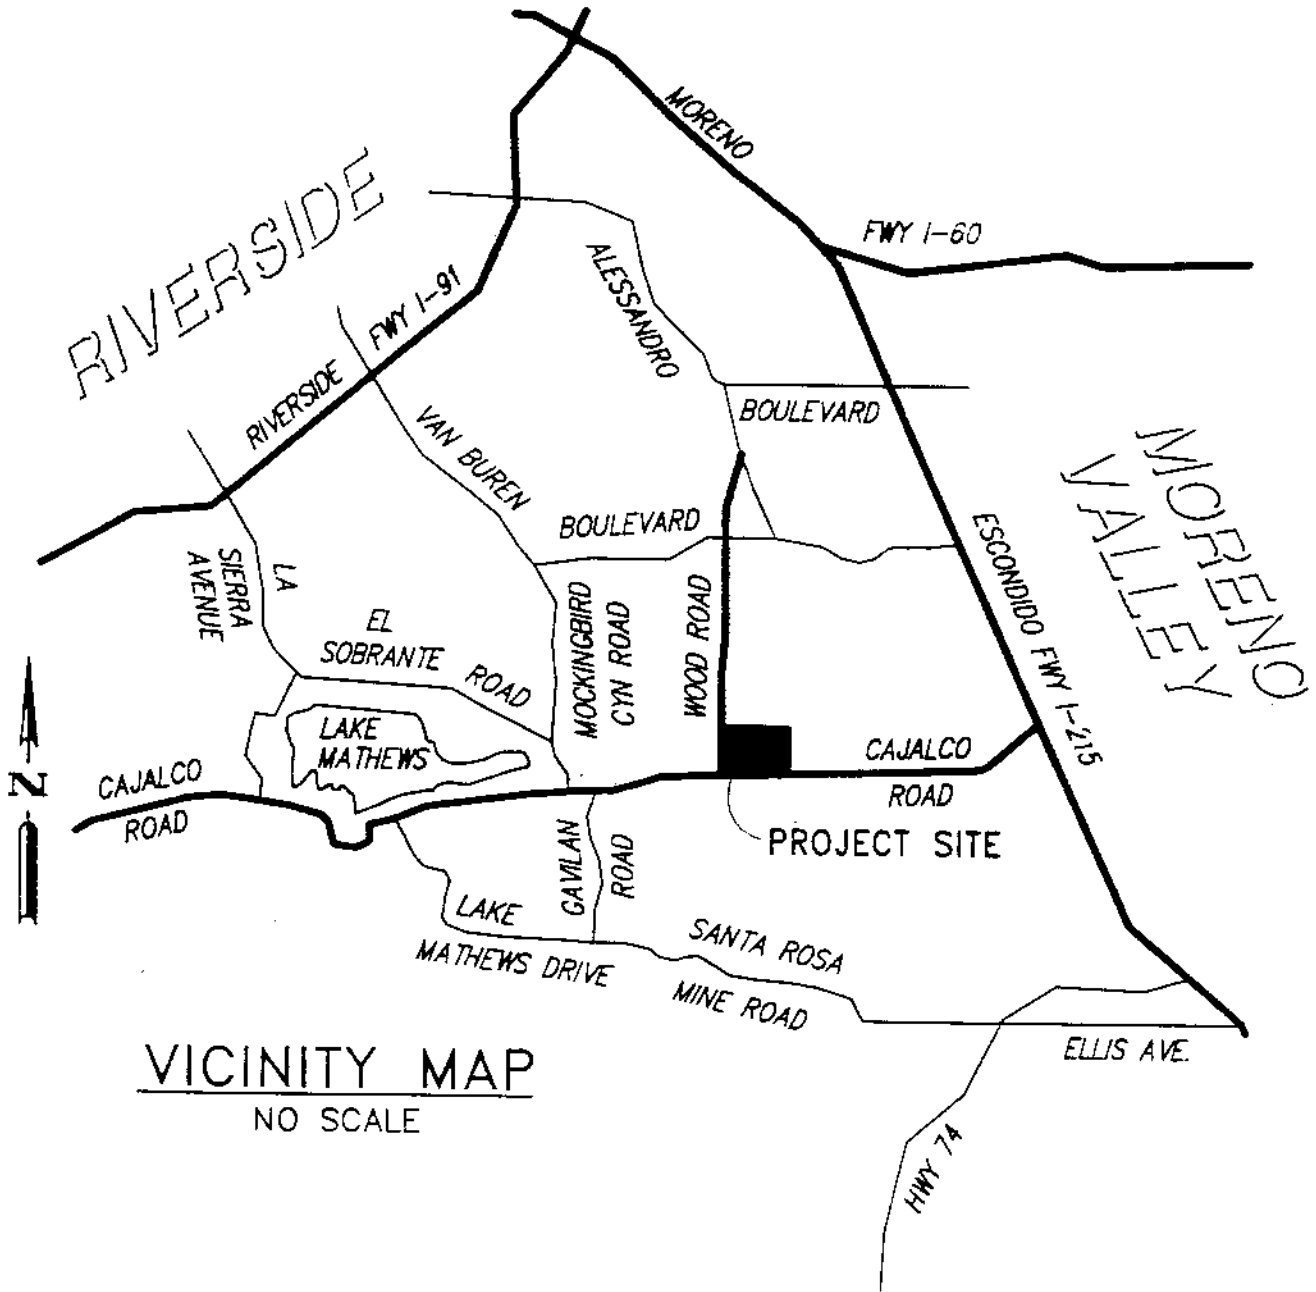 MORENO
FWY I-60
RIVERSIDE
RIVERSIDE FWY I-91
ALESSANDRO
BOULEVARD
VAN BUREN
BOULEVARD
MORENO
VALLEY
ESCONDIDO FWY I-215
LA
SIERRA
AVENUE
EL
SOBRANTE
ROAD
MOCKINGBIRD
CYN ROAD
WOOD ROAD
LAKE
MATHEWS
CAJALCO
ROAD
CAJALCO
ROAD
N
PROJECT SITE
GAVILAN
ROAD
LAKE
MATHEWS DRIVE
SANTA ROSA
MINE ROAD
ELLIS AVE.
HWY 74
VICINITY MAP
NO SCALE